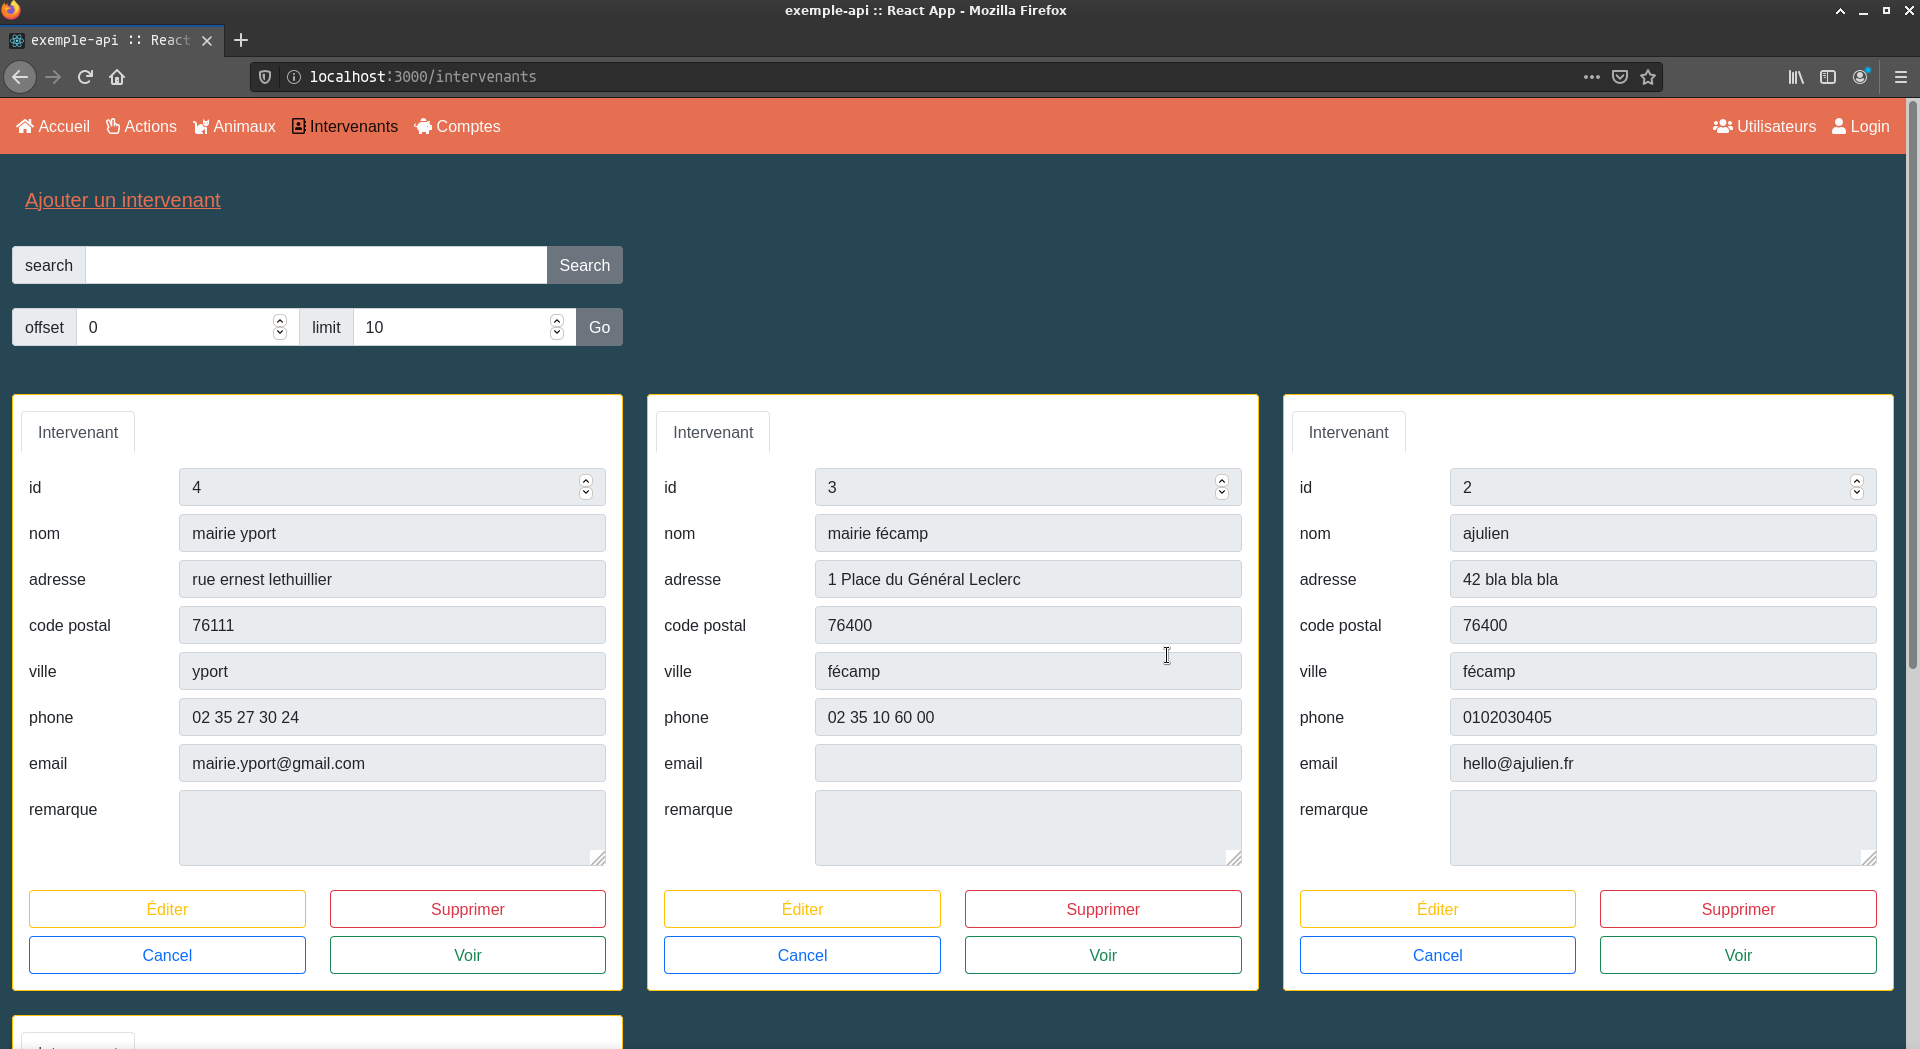 exemple-api :: React App - Mozilla Firefox
exemple-api :: React
localhost:3000/intervenants
Accueil Actions Animaux Intervenants Comptes Utilisateurs Login
Ajouter un intervenant
search Search
offset 0 limit 10 Go
Intervenant
id 4
nom mairie yport
adresse rue ernest lethuillier
code postal 76111
ville yport
phone 02 35 27 30 24
email mairie.yport@gmail.com
remarque
Éditer Supprimer
Cancel Voir
Intervenant
id 3
nom mairie fécamp
adresse 1 Place du Général Leclerc
code postal 76400
ville fécamp
phone 02 35 10 60 00
email
remarque
Éditer Supprimer
Cancel Voir
Intervenant
id 2
nom ajulien
adresse 42 bla bla bla
code postal 76400
ville fécamp
phone 0102030405
email hello@ajulien.fr
remarque
Éditer Supprimer
Cancel Voir